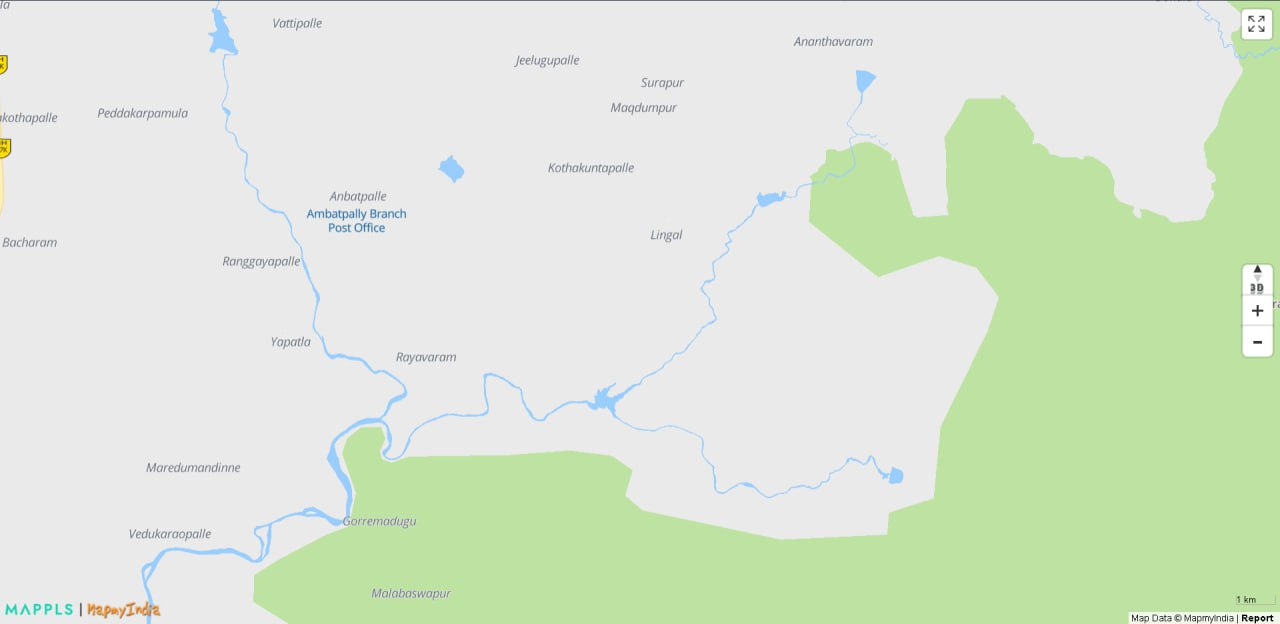 Vattipalle
Ananthavaram
Jeelugupalle
Surapur
Maqdumpur
Peddakarpamula
kothapalle
Kothakuntapalle
Anbatpalle
Ambatpally Branch
Post Office
Lingal
Bacharam
Ranggayapalle
3D
+
-
Yapatla
Rayavaram
Maredumandinne
Gorremadugu
Vedukaraopalle
Malabaswapur
1 km
MAPPLS | MapmyIndia
Map Data © MapmyIndia | Report